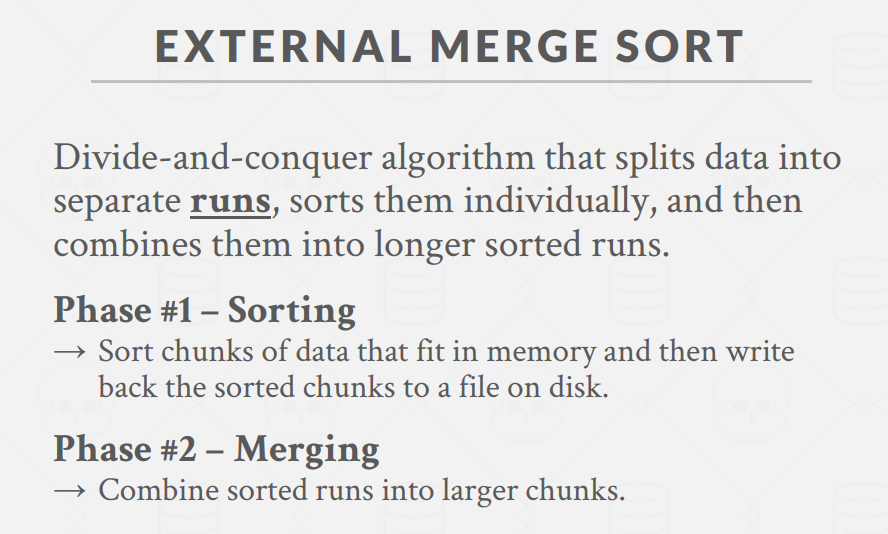 EXTERNAL MERGE SORT
Divide-and-conquer algorithm that splits data into
separate runs, sorts them individually, and then
combines them into longer sorted runs.
Phase #1 – Sorting
→ Sort chunks of data that fit in memory and then write
back the sorted chunks to a file on disk.
Phase #2 – Merging
→ Combine sorted runs into larger chunks.